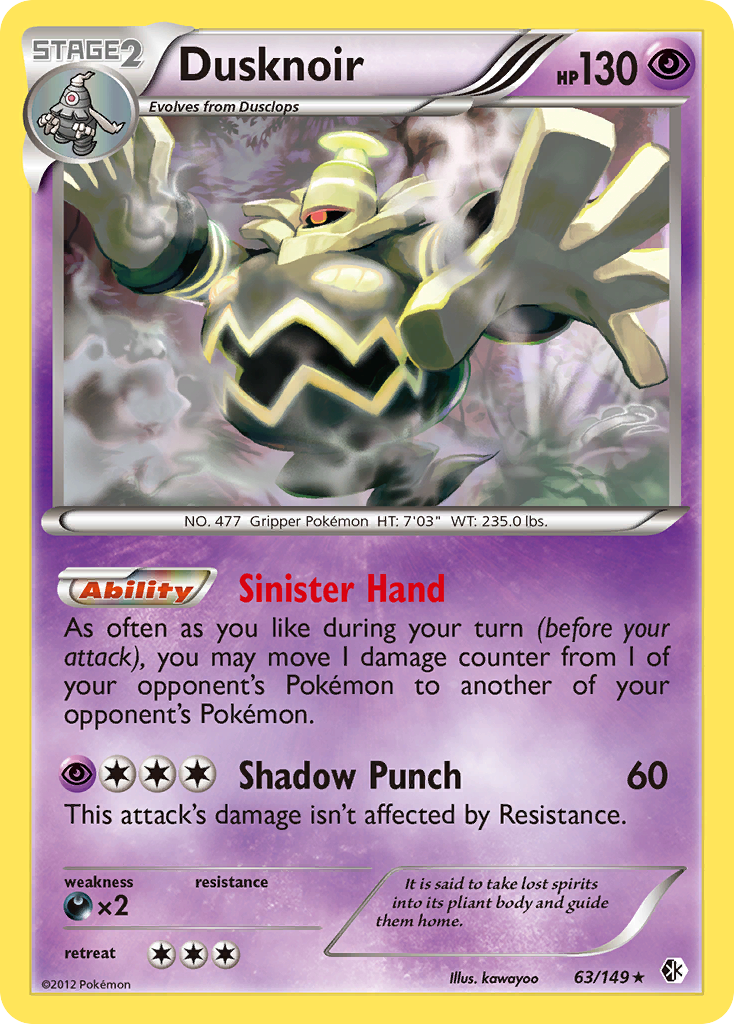 STAGE2
Dusknoir
HP130
Evolves from Dusclops
NO. 477 Gripper Pokémon HT: 7'03" WT: 235.0 lbs.
Ability Sinister Hand
As often as you like during your turn (before your
attack), you may move 1 damage counter from 1 of
your opponent's Pokémon to another of your
opponent's Pokémon.
Shadow Punch 60
This attack's damage isn't affected by Resistance.
weakness resistance
×2
retreat
It is said to take lost spirits
into its pliant body and guide
them home.
©2012 Pokémon
Illus. kawayoo
63/149 ★